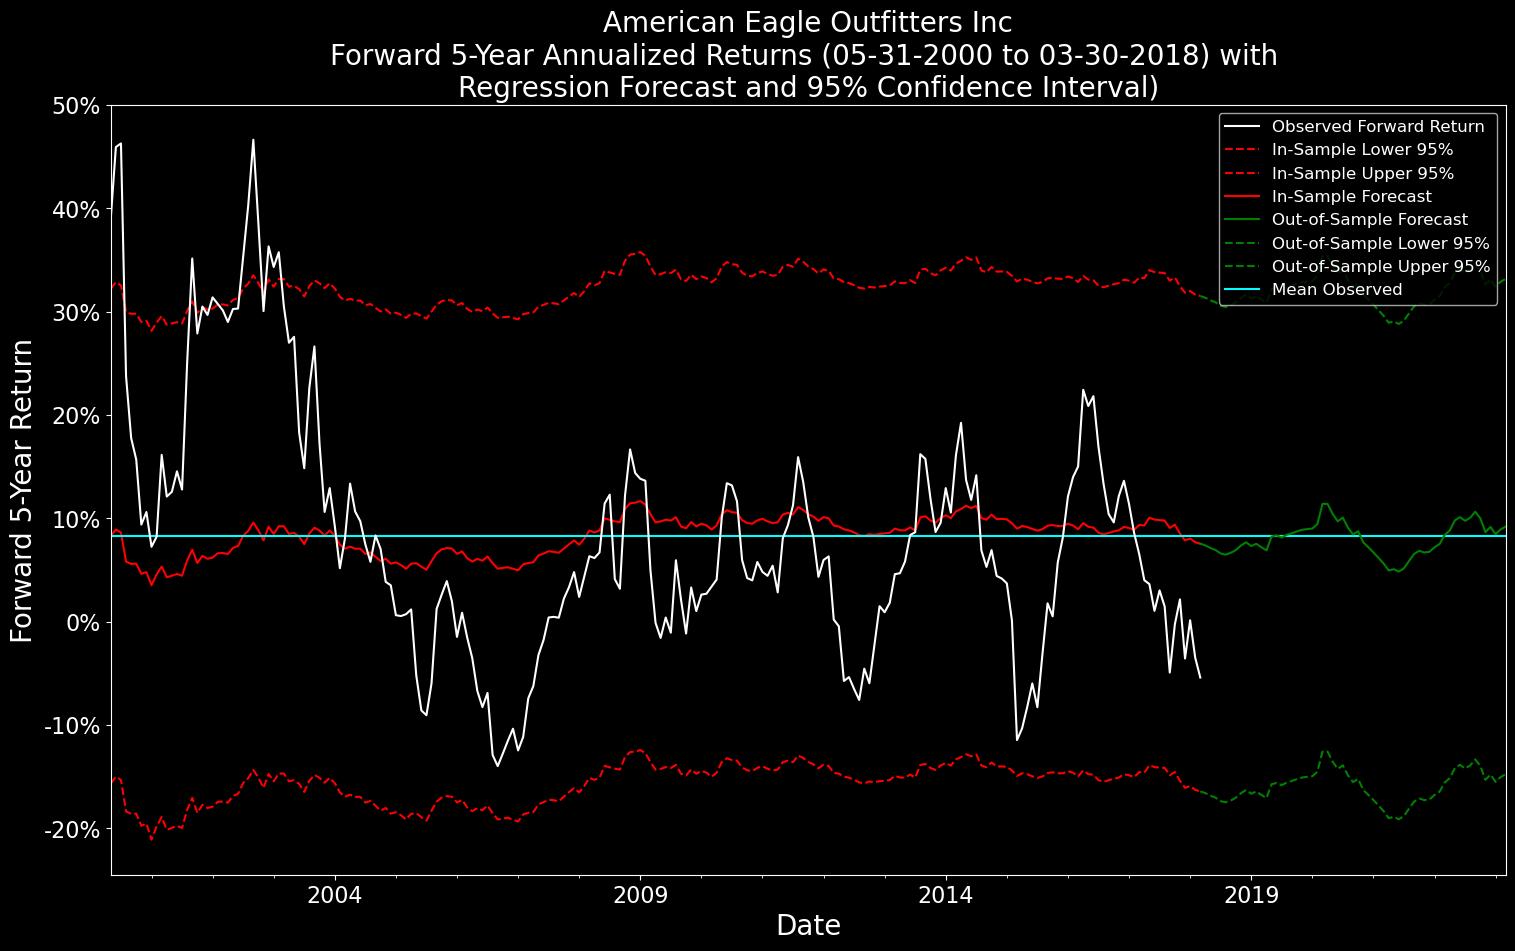 American Eagle Outfitters Inc
Forward 5-Year Annualized Returns (05-31-2000 to 03-30-2018) with
Regression Forecast and 95% Confidence Interval)
50%
40%
30%
20%
10%
0%
-10%
-20%
Forward 5-Year Return
Observed Forward Return
In-Sample Lower 95%
In-Sample Upper 95%
In-Sample Forecast
Out-of-Sample Forecast
Out-of-Sample Lower 95%
Out-of-Sample Upper 95%
Mean Observed
2004
2009
2014
2019
Date